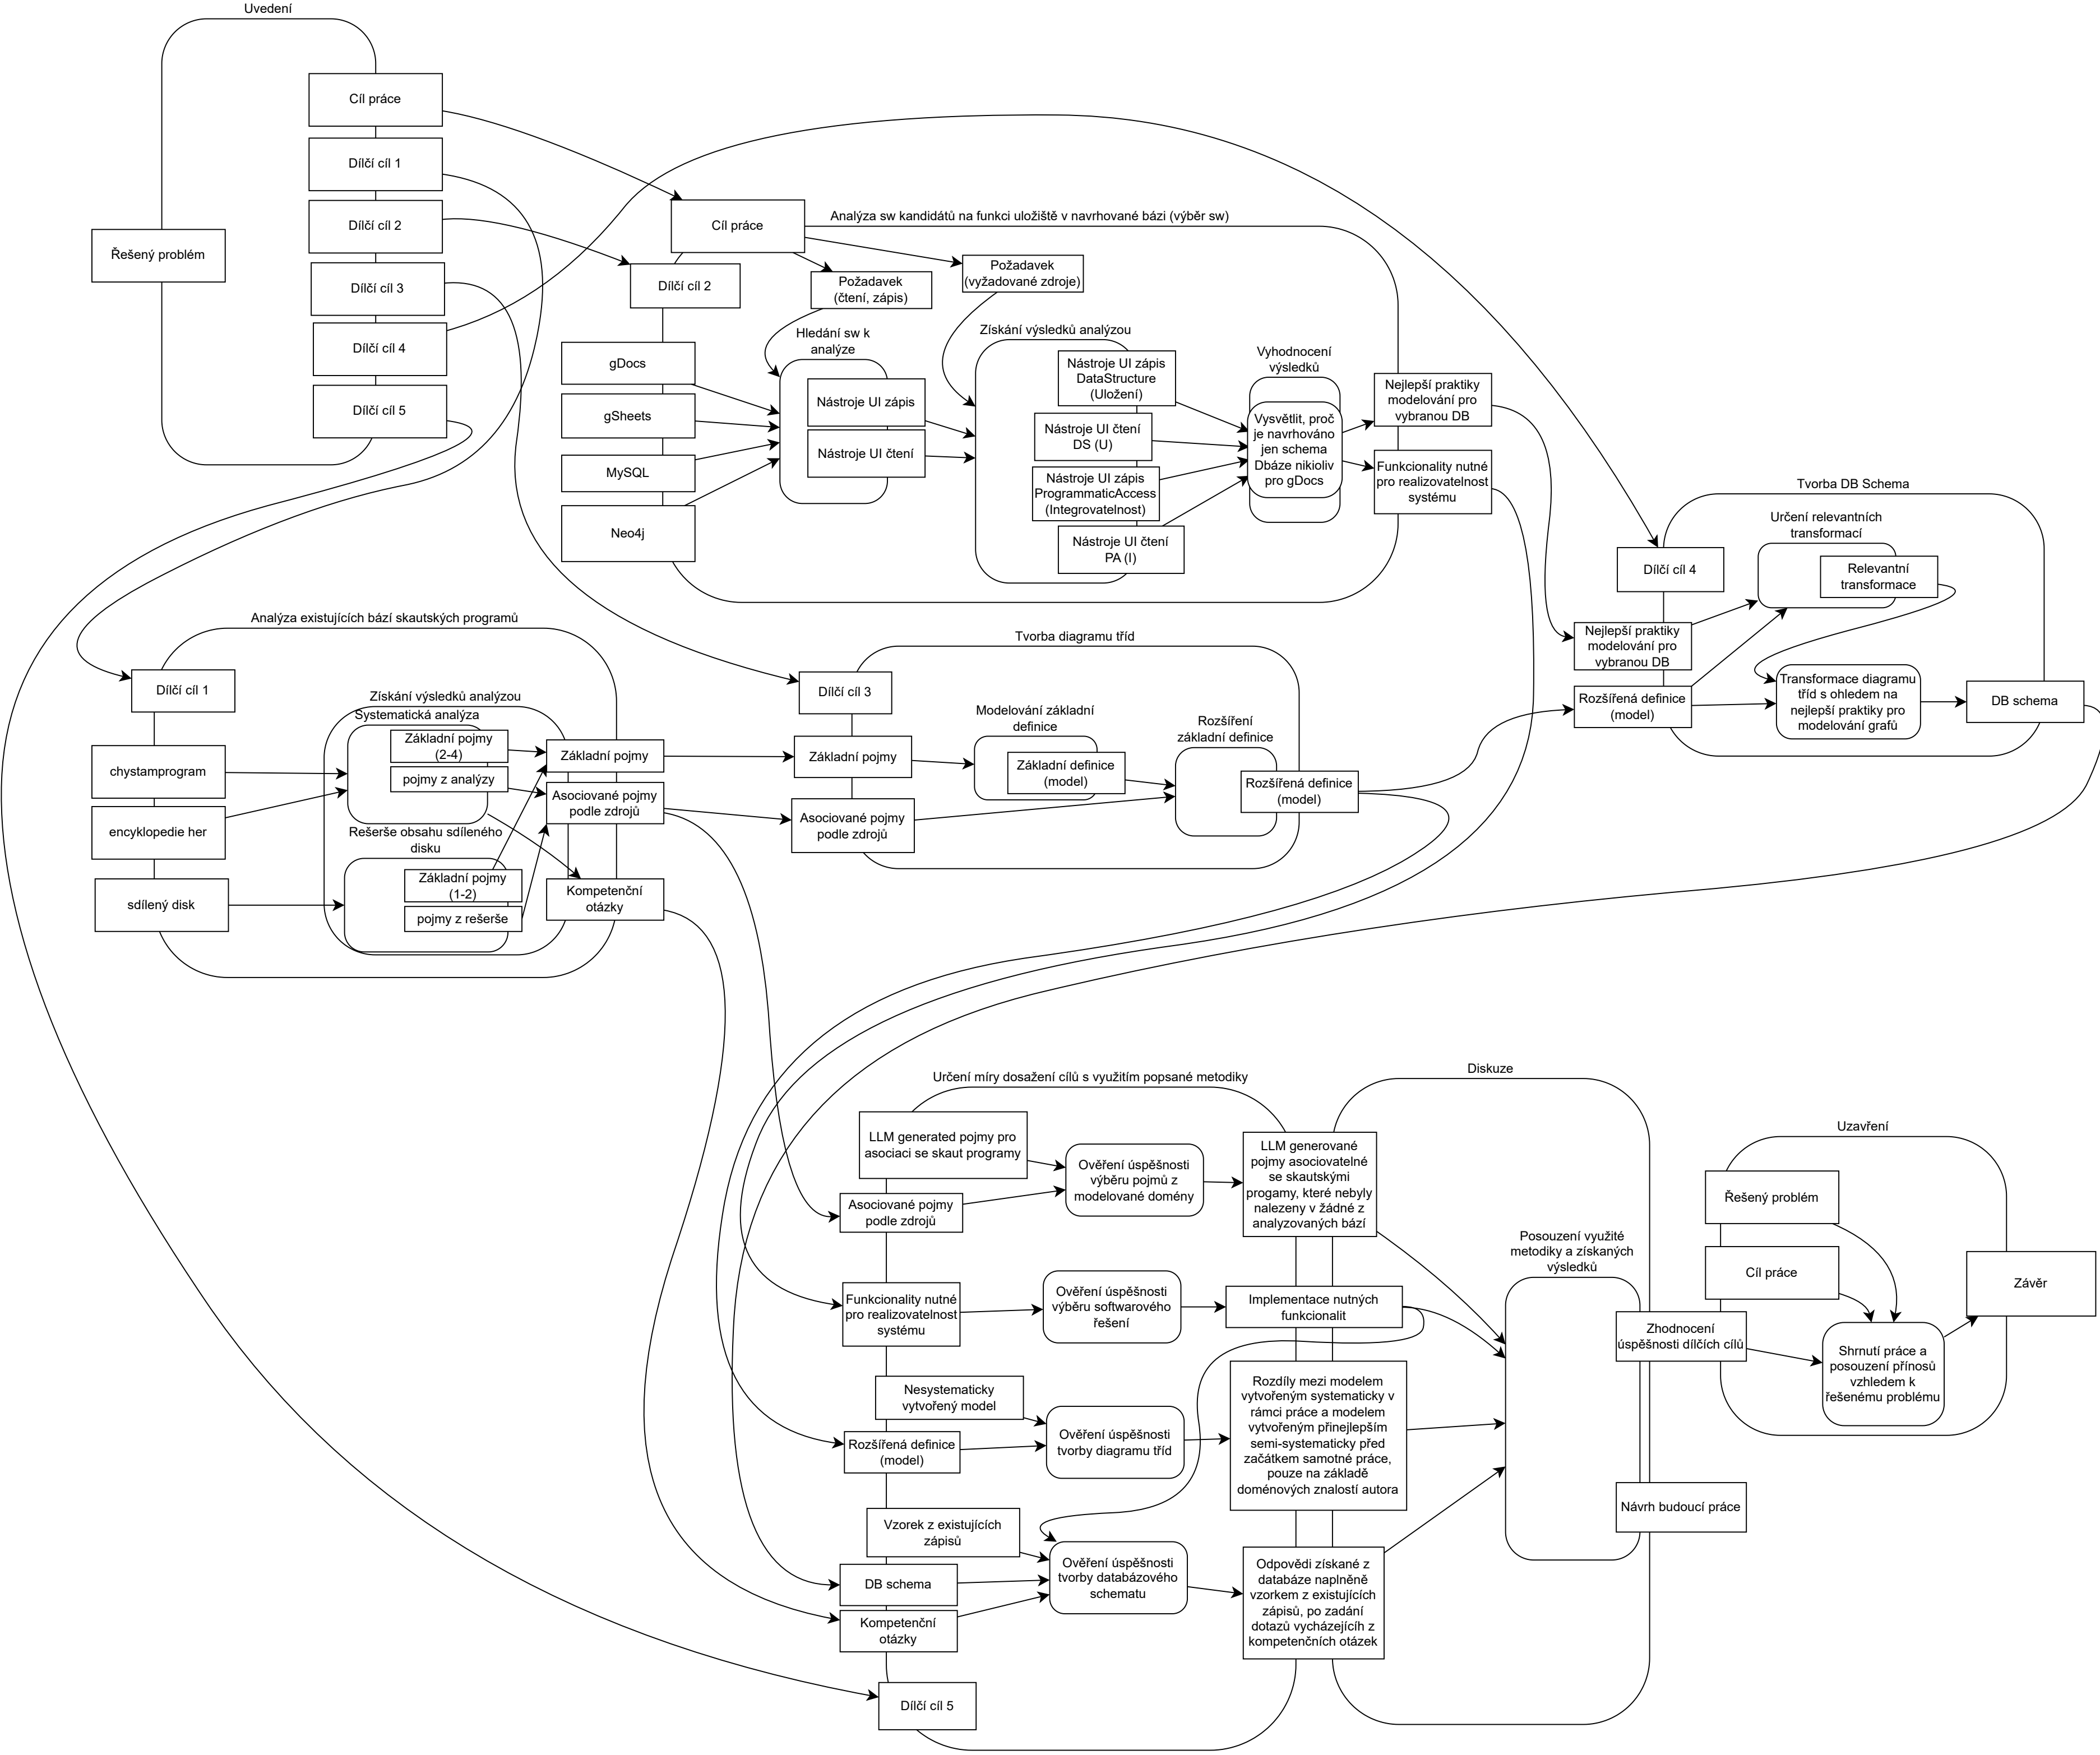 Uvedení
Cíl práce
Dílčí cíl 1
Dílčí cíl 2
Řešený problém
Dílčí cíl 3
Dílčí cíl 4
Dílčí cíl 5
Analýza sw kandidátů na funkci uložiště v navrhované bázi (výběr sw)
Cíl práce
Dílčí cíl 2
Požadavek
(čtení, zápis)
Požadavek
(vyžadované zdroje)
gDocs
gSheets
MySQL
Neo4j
Hledání sw k
analýze
Nástroje UI zápis
Nástroje UI čtení
Získání výsledků analýzou
Nástroje UI zápis
DataStructure
(Uložení)
Nástroje UI čtení
DS (U)
Nástroje UI zápis
ProgrammaticAccess
(Integrovatelnost)
Nástroje UI čtení
PA (I)
Vyhodnocení
výsledků
Vysvětlit, proč
je navrhováno
jen schema
Dbáze nikioliv
pro gDocs
Nejlepší praktiky
modelování pro
vybranou DB
Funkcionality nutné
pro realizovatelnost
systému
Tvorba DB Schema
Dílčí cíl 4
Nejlepší praktiky
modelování pro
vybranou DB
Rozšířená definice
(model)
Určení relevantních
transformací
Relevantní
transformace
Transformace diagramu
tříd s ohledem na
nejlepší praktiky pro
modelování grafů
DB schema
Analýza existujících bází skautských programů
Dílčí cíl 1
chystamprogram
encyklopedie her
sdílený disk
Získání výsledků analýzou
Systematická analýza
Základní pojmy
(2-4)
pojmy z analýzy
Rešerše obsahu sdíleného
disku
Základní pojmy
(1-2)
pojmy z rešerše
Základní pojmy
Asociované pojmy
podle zdrojů
Kompetenční
otázky
Tvorba diagramu tříd
Dílčí cíl 3
Základní pojmy
Asociované pojmy
podle zdrojů
Modelování základní
definice
Základní definice
(model)
Rozšíření
základní definice
Rozšířená definice
(model)
Určení míry dosažení cílů s využitím popsané metodiky
LLM generated pojmy pro
asociaci se skaut programy
Asociované pojmy
podle zdrojů
Ověření úspěšnosti
výběru pojmů z
modelované domény
LLM generované
pojmy asociovatelné
se skautskými
progamy, které nebyly
nalezeny v žádné z
analyzovaných bází
Funkcionality nutné
pro realizovatelnost
systému
Ověření úspěšnosti
výběru softwarového
řešení
Implementace nutných
funkcionalit
Nesystematicky
vytvořený model
Rozšířená definice
(model)
Ověření úspěšnosti
tvorby diagramu tříd
Rozdíly mezi modelem
vytvořeným systematicky v
rámci práce a modelem
vytvořeným přinejlepším
semi-systematicky před
začátkem samotné práce,
pouze na základě
doménových znalostí autora
Vzorek z existujících
zápisů
DB schema
Kompetenční
otázky
Ověření úspěšnosti
tvorby databázového
schematu
Odpovědi získané z
databáze naplněně
vzorkem z existujících
zápisů, po zadání
dotazů vycházejícíh z
kompetenčních otázek
Dílčí cíl 5
Diskuze
Posouzení využité
metodiky a získaných
výsledků
Zhodnocení
úspěšnosti dílčích cílů
Návrh budoucí práce
Uzavření
Řešený problém
Cíl práce
Shrnutí práce a
posouzení přínosů
vzhledem k
řešenému problému
Závěr